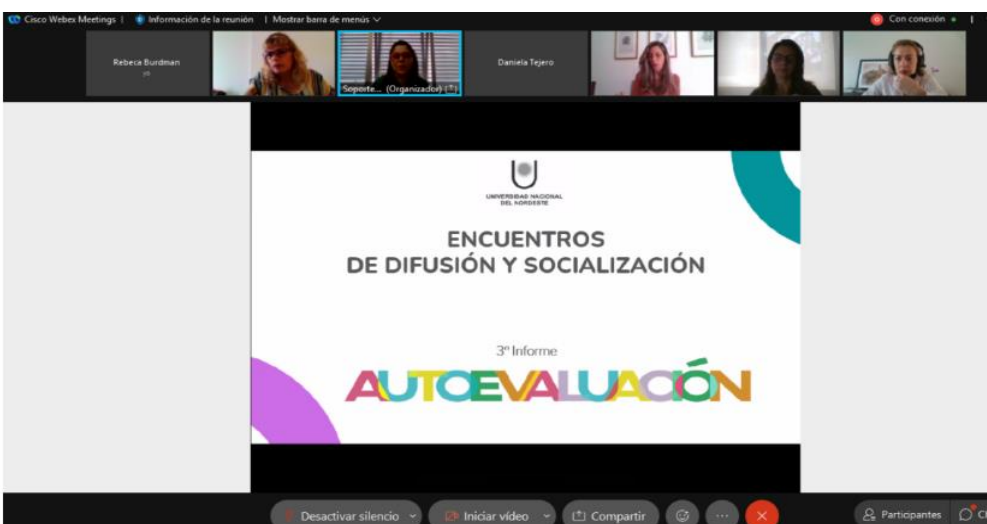 Cisco Webex Meetings | Información de la reunión | Mostrar barra de menús
Con conexión
Rebeca Burdman
yo
Soporte... (Organizador)
Daniela Tejero
UNIVERSIDAD NACIONAL
DEL NORDESTE
ENCUENTROS
DE DIFUSIÓN Y SOCIALIZACIÓN
3º Informe
AUTOEVALUACIÓN
Desactivar silencio
Iniciar vídeo
Compartir
Participantes